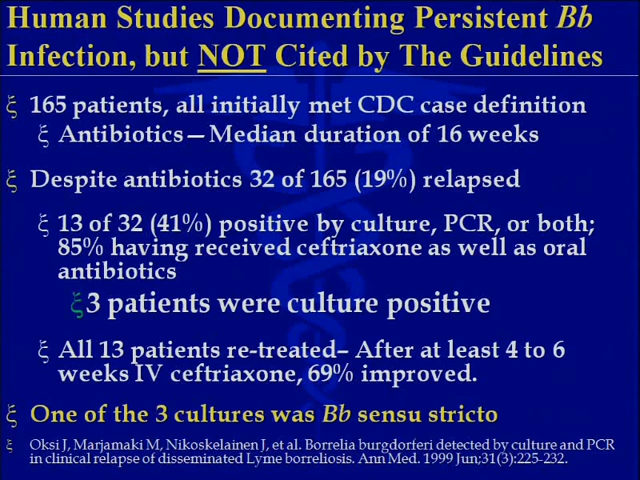 Human Studies Documenting Persistent Bb
Infection, but NOT Cited by The Guidelines
ξ 165 patients, all initially met CDC case definition
ξ Antibiotics—Median duration of 16 weeks
ξ Despite antibiotics 32 of 165 (19%) relapsed
ξ 13 of 32 (41%) positive by culture, PCR, or both;
85% having received ceftriaxone as well as oral
antibiotics
ξ 3 patients were culture positive
ξ All 13 patients re-treated– After at least 4 to 6
weeks IV ceftriaxone, 69% improved.
ξ One of the 3 cultures was Bb sensu stricto
ξ Oksi J, Marjamaki M, Nikoskelainen J, et al. Borrelia burgdorferi detected by culture and PCR
in clinical relapse of disseminated Lyme borreliosis. Ann Med. 1999 Jun;31(3):225-232.